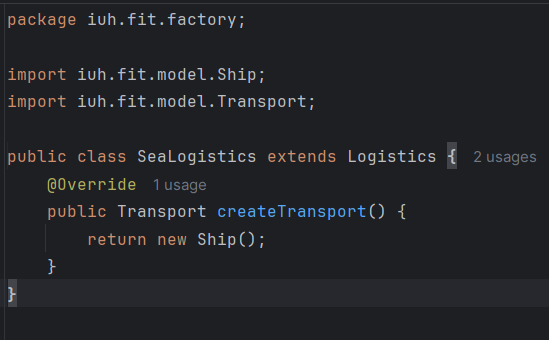 package iuh.fit.factory;
import iuh.fit.model.Ship;
import iuh.fit.model.Transport;
public class SeaLogistics extends Logistics { 2 usages
@Override 1 usage
public Transport createTransport() {
return new Ship();
}
}